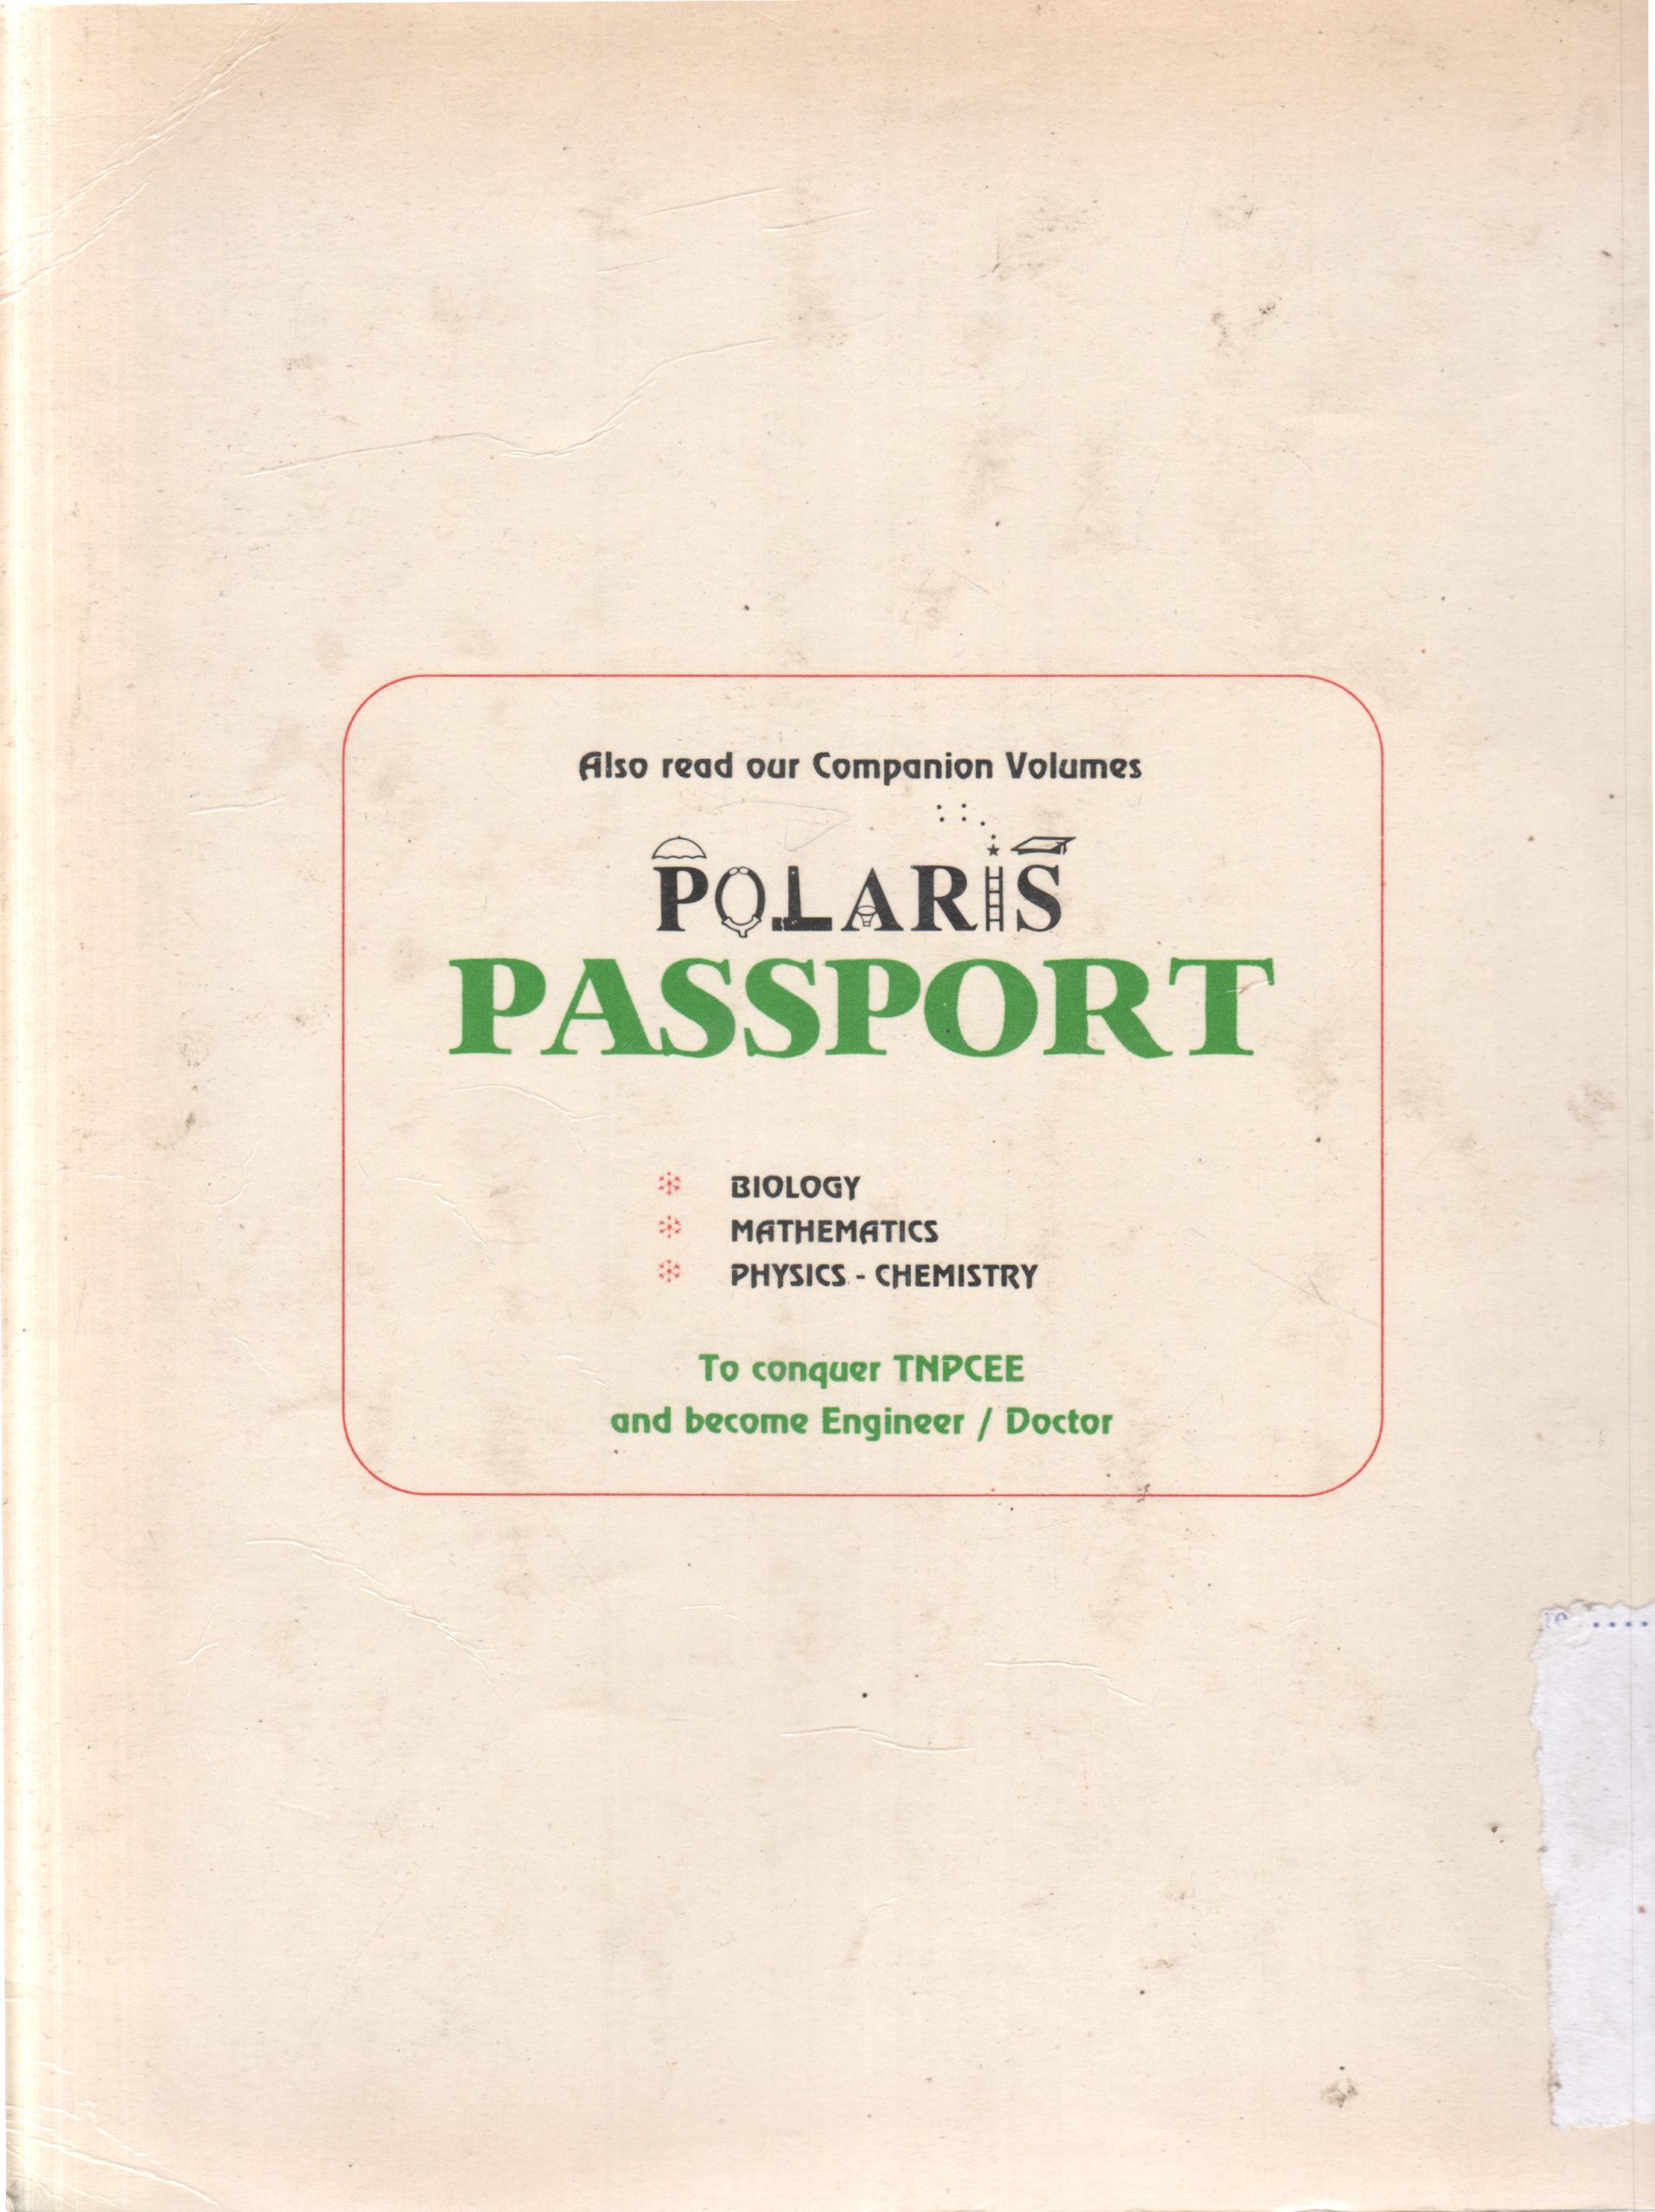 Also read our Companion Volumes
POLARIS
PASSPORT
BIOLOGY
MATHEMATICS
PHYSICS - CHEMISTRY
To conquer TNPCEE
and become Engineer / Doctor